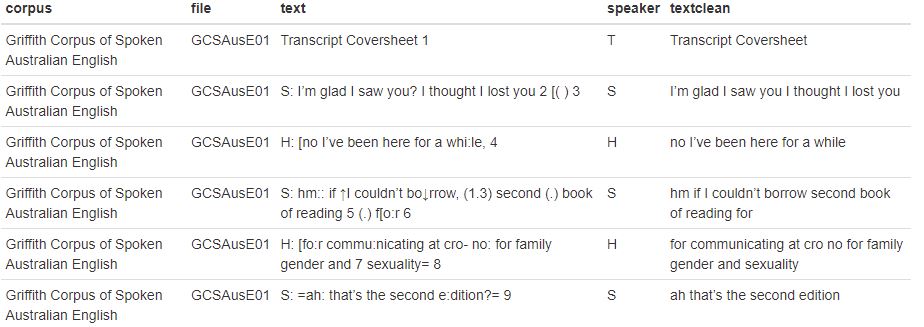 corpus file text speaker textclean
Griffith Corpus of Spoken GCSAusE01 Transcript Coversheet 1 T Transcript Coversheet
Australian English
Griffith Corpus of Spoken GCSAusE01 S: I’m glad I saw you? I thought I lost you 2 [( ) 3 S I’m glad I saw you I thought I lost you
Australian English
Griffith Corpus of Spoken GCSAusE01 H: [no I’ve been here for a whi:le, 4 H no I’ve been here for a while
Australian English
Griffith Corpus of Spoken GCSAusE01 S: hm:: if ↑I couldn’t bo↓rrow, (1.3) second (.) book S hm if I couldn’t borrow second book
Australian English of reading 5 (.) f[o:r 6 of reading for
Griffith Corpus of Spoken GCSAusE01 H: [fo:r commu:nicating at cro- no: for family H for communicating at cro no for family
Australian English gender and 7 sexuality= 8 gender and sexuality
Griffith Corpus of Spoken GCSAusE01 S: =ah: that’s the second e:dition?= 9 S ah that’s the second edition
Australian English